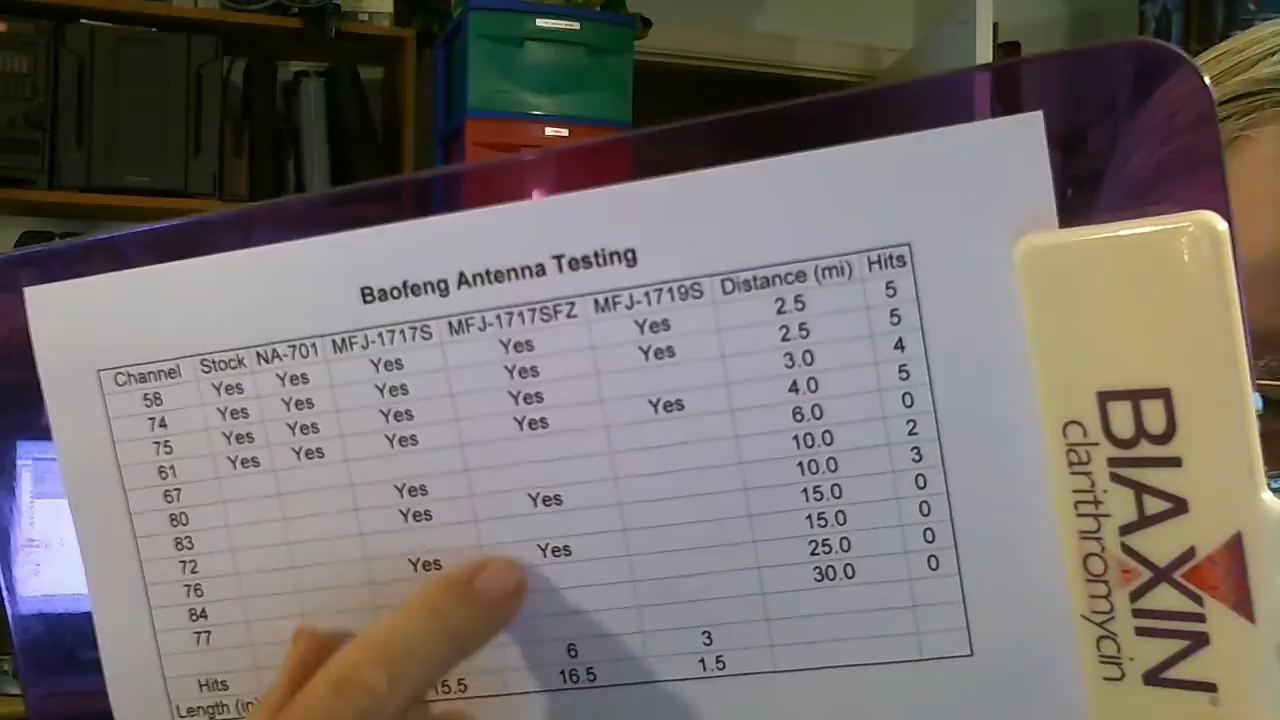 Baofeng Antenna Testing
Channel Stock NA-701 MFJ-1717S MFJ-1717SFZ MFJ-1719S Distance (mi) Hits
58 Yes Yes Yes Yes Yes 2.5 5
74 Yes Yes Yes Yes Yes 2.5 5
75 Yes Yes Yes Yes 3.0 4
61 Yes Yes Yes Yes Yes 4.0 5
67 6.0 0
80 Yes 10.0 2
83 Yes Yes 10.0 3
72 15.0 0
76 Yes Yes 15.0 0
84 25.0 0
77 30.0 0
Hits 6 3
Length (in 15.5 16.5 1.5
BIAXIN
clarithromycin